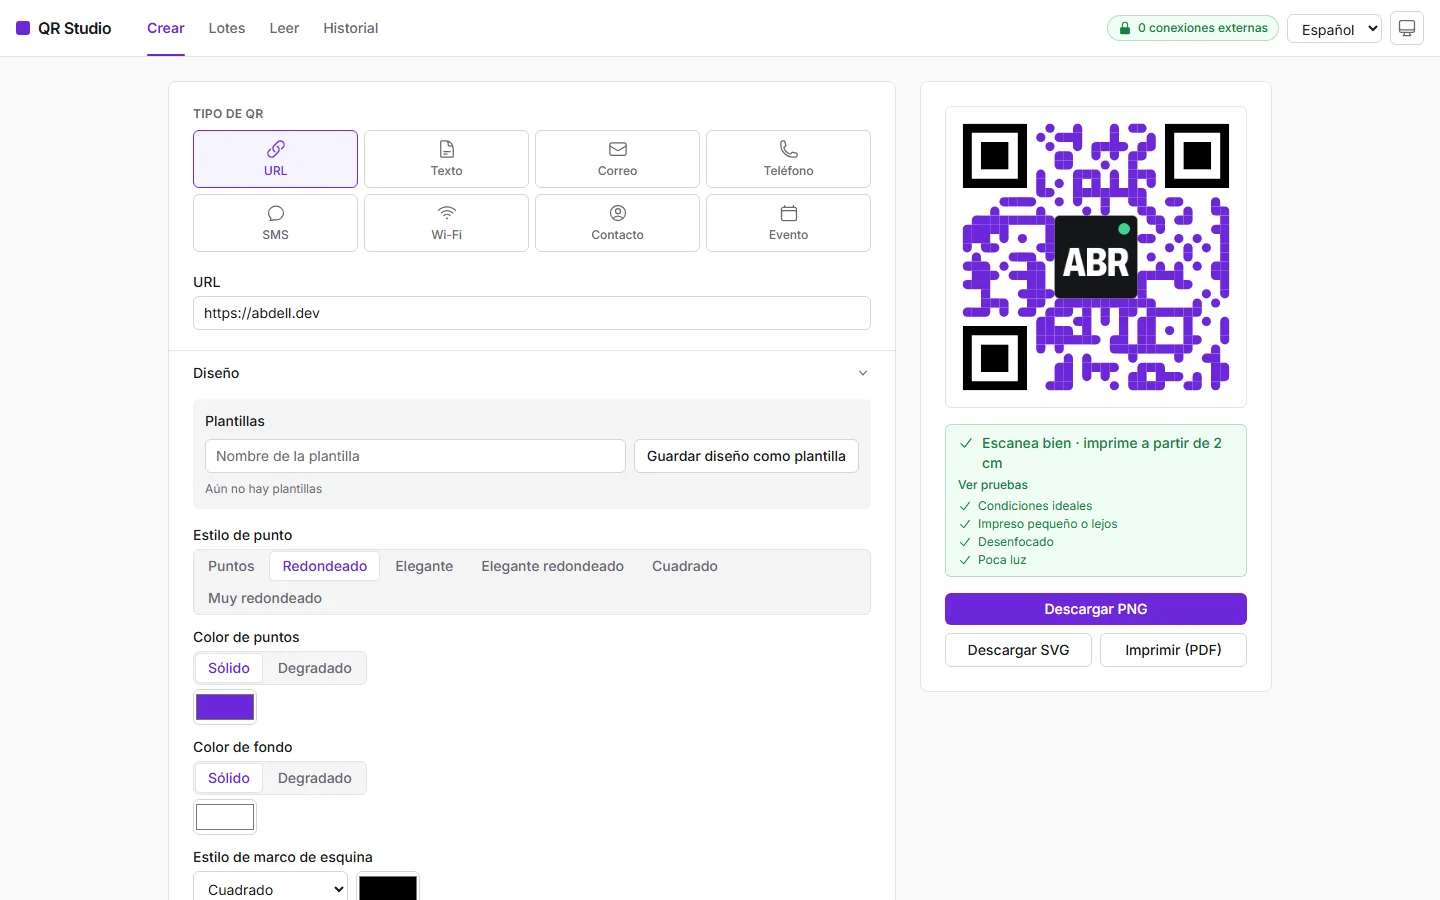 QR Studio
Crear
Lotes
Leer
Historial
0 conexiones externas
Español
TIPO DE QR
URL
Texto
Correo
Teléfono
SMS
Wi-Fi
Contacto
Evento
URL
https://abdell.dev
Diseño
Plantillas
Nombre de la plantilla
Guardar diseño como plantilla
Aún no hay plantillas
Estilo de punto
Puntos
Redondeado
Elegante
Elegante redondeado
Cuadrado
Muy redondeado
Color de puntos
Sólido
Degradado
Color de fondo
Sólido
Degradado
Estilo de marco de esquina
Cuadrado
ABR
Escanea bien · imprime a partir de 2
cm
Ver pruebas
Condiciones ideales
Impreso pequeño o lejos
Desenfocado
Poca luz
Descargar PNG
Descargar SVG
Imprimir (PDF)